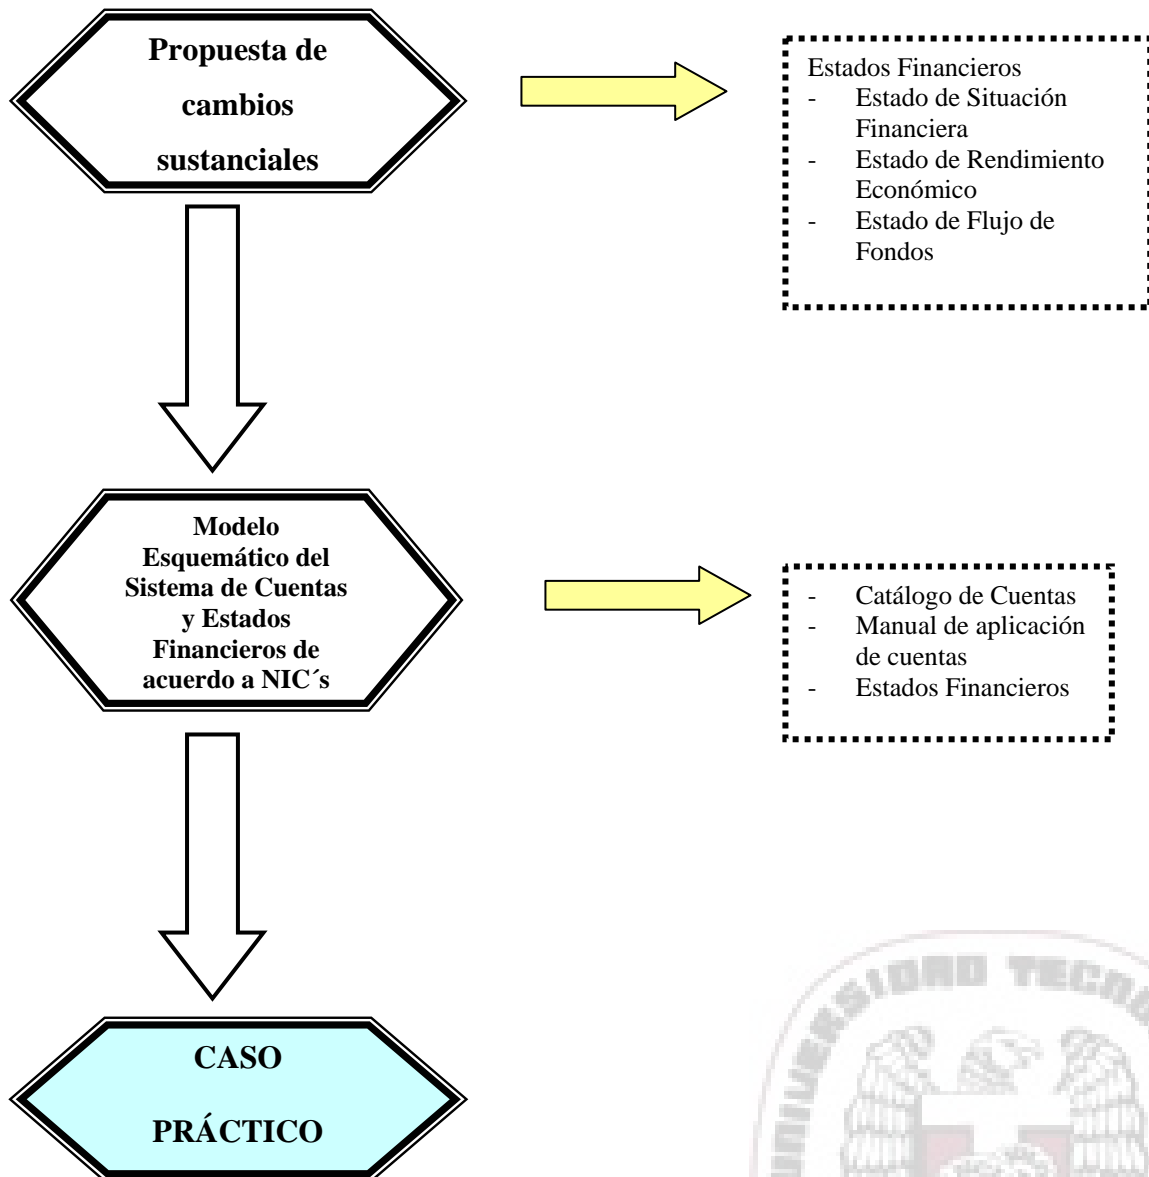 Propuesta de
cambios
sustanciales
Estados Financieros
- Estado de Situación
Financiera
- Estado de Rendimiento
Económico
- Estado de Flujo de
Fondos
Modelo
Esquemático del
Sistema de Cuentas
y Estados
Financieros de
acuerdo a NIC´s
- Catálogo de Cuentas
- Manual de aplicación
de cuentas
- Estados Financieros
CASO
PRÁCTICO